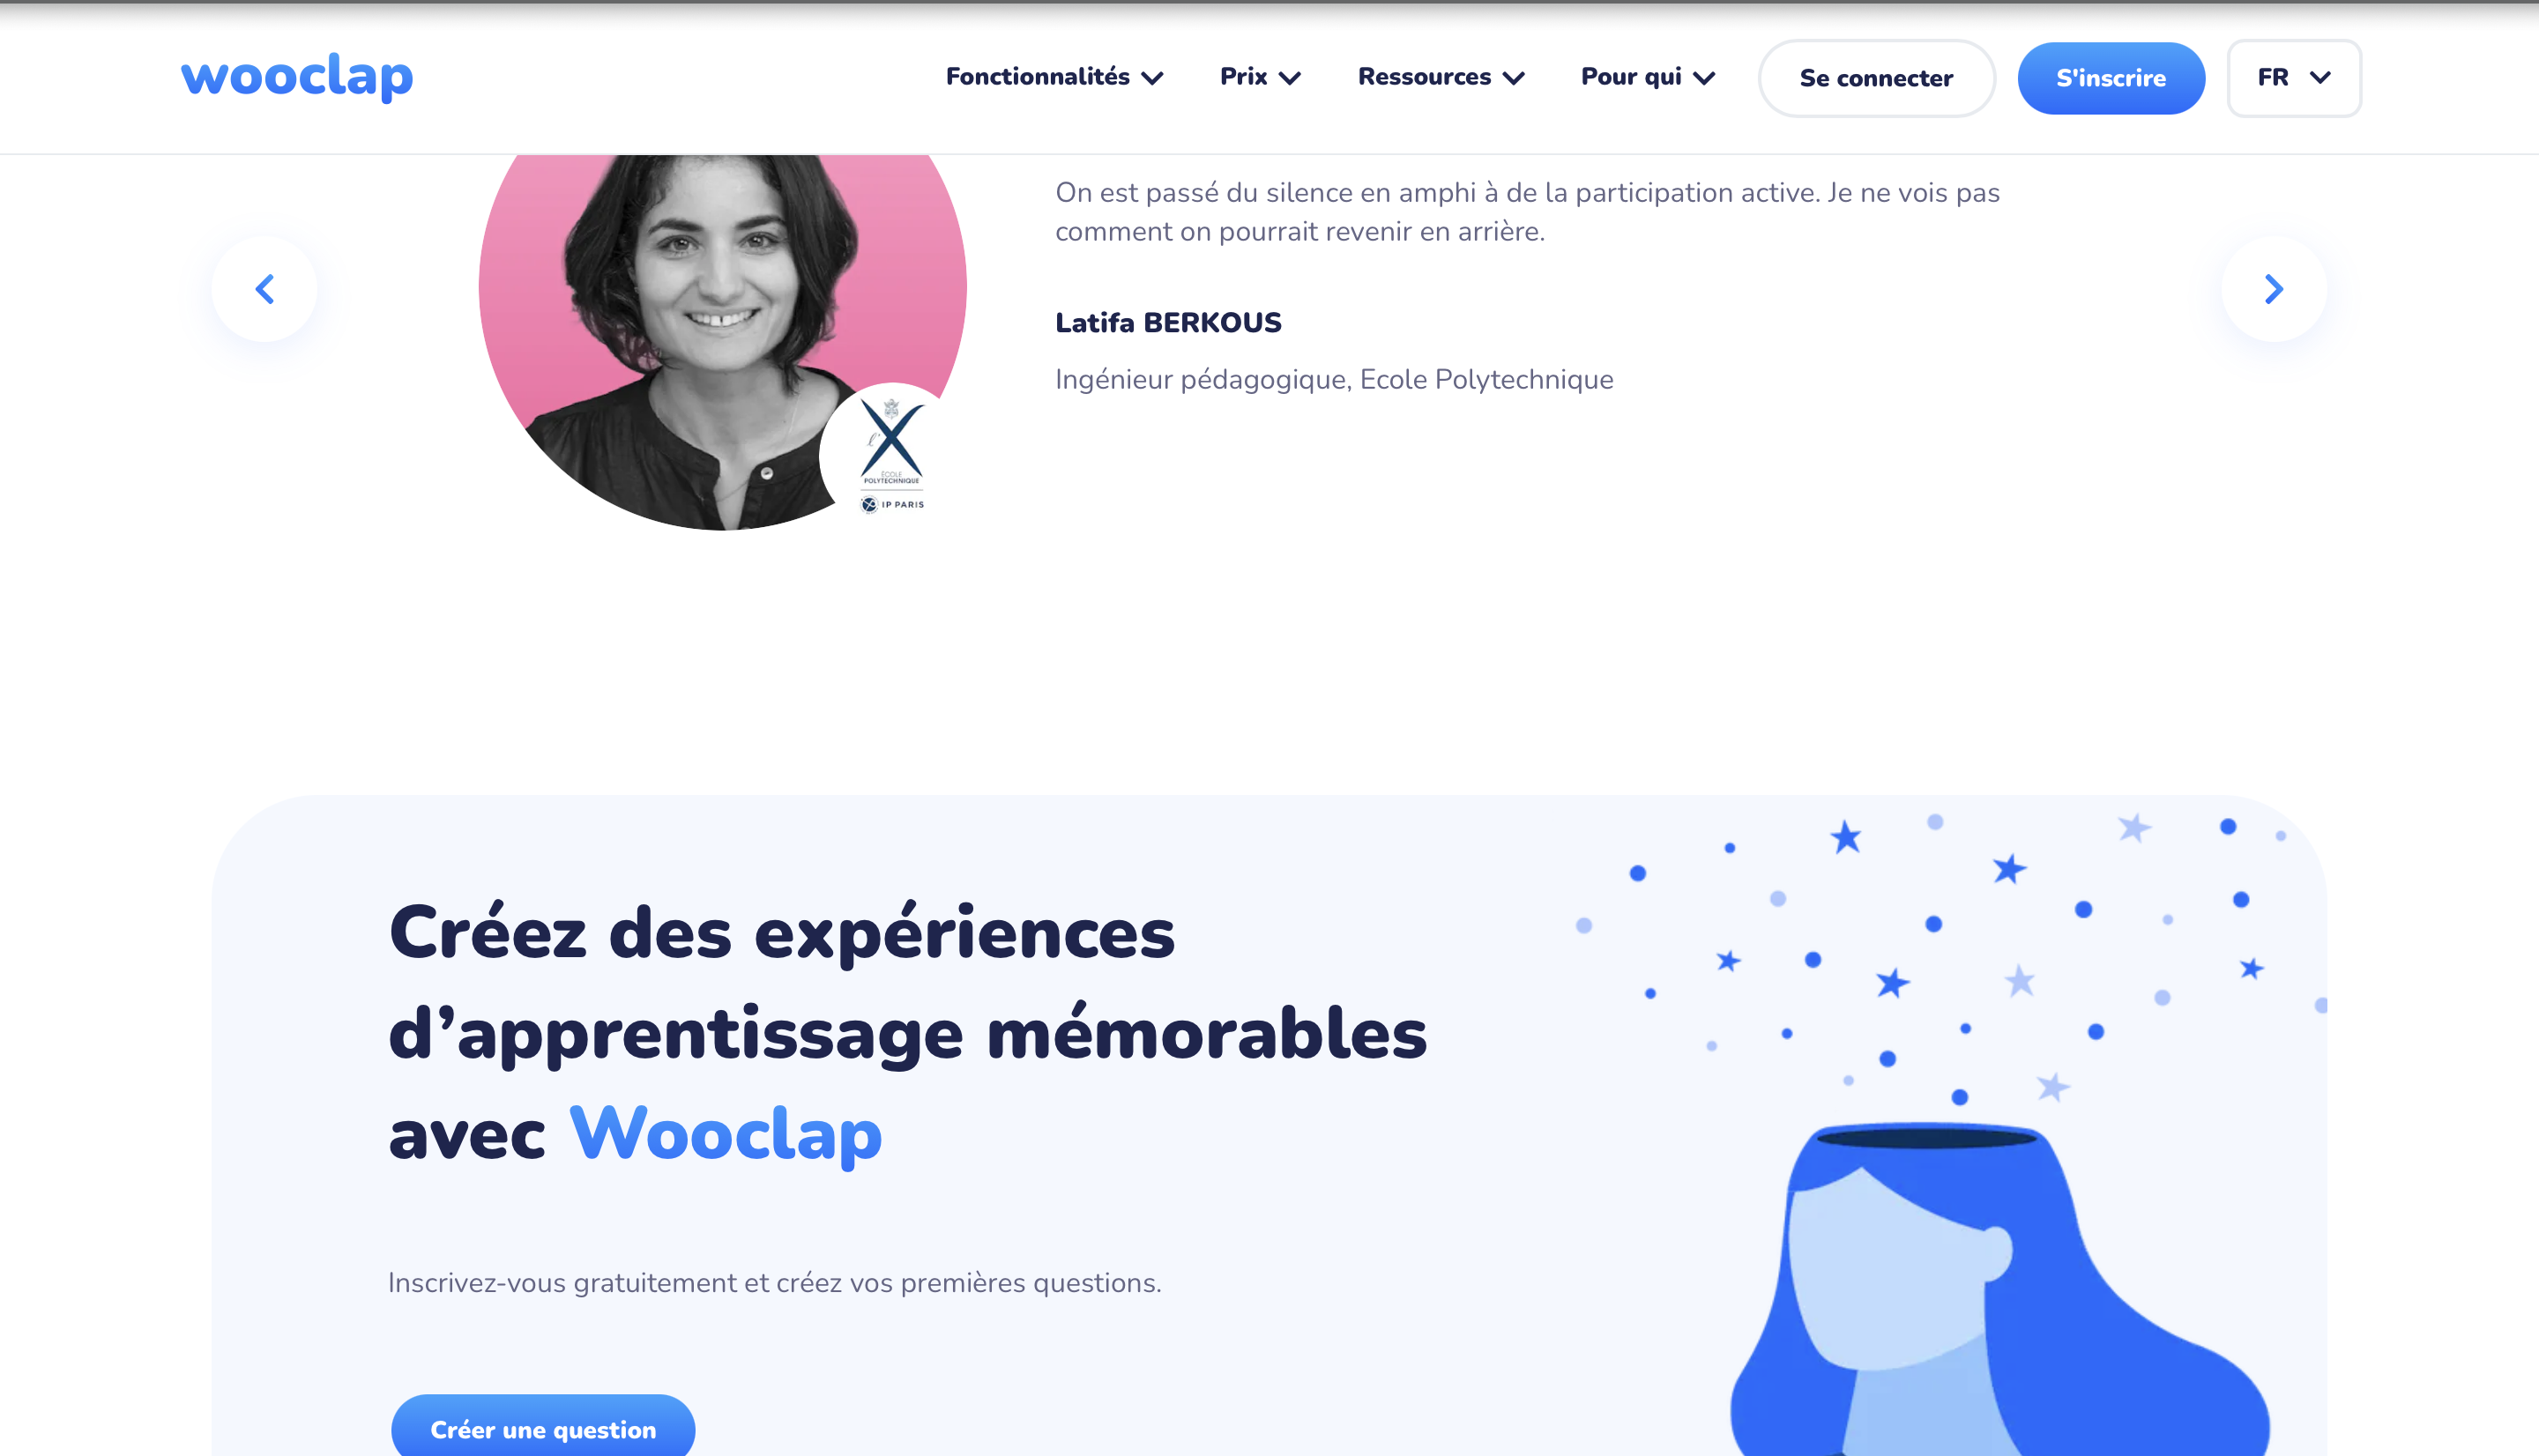 wooclap
Fonctionnalités
Prix
Ressources
Pour qui
Se connecter
S'inscrire
FR
On est passé du silence en amphi à de la participation active. Je ne vois pas
comment on pourrait revenir en arrière.
Latifa BERKOUS
Ingénieur pédagogique, Ecole Polytechnique
l'X
ÉCOLE
POLYTECHNIQUE
IP PARIS
Créez des expériences
d’apprentissage mémorables
avec Wooclap
Inscrivez-vous gratuitement et créez vos premières questions.
Créer une question